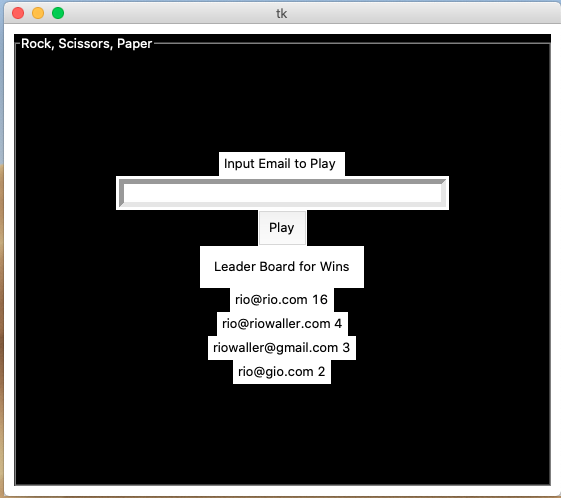 tk
Rock, Scissors, Paper
Input Email to Play
Play
Leader Board for Wins
rio@rio.com 16
rio@riowaller.com 4
riowaller@gmail.com 3
rio@gio.com 2